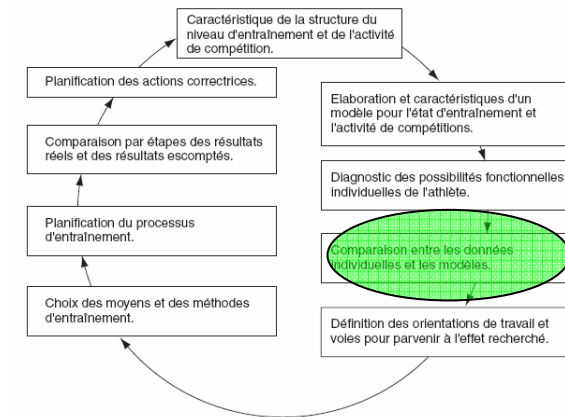 Caractéristique de la structure du
niveau d'entraînement et de l'activité
de compétition.
Elaboration et caractéristiques d'un
modèle pour l'état d'entraînement et
l'activité de compétitions.
Diagnostic des possibilités fonctionnelles
individuelles de l'athlète.
Comparaison entre les données
individuelles et les modèles.
Définition des orientations de travail et
voies pour parvenir à l'effet recherché.
Choix des moyens et des méthodes
d'entraînement.
Planification du processus
d'entraînement.
Comparaison par étapes des résultats
réels et des résultats escomptés.
Planification des actions correctrices.